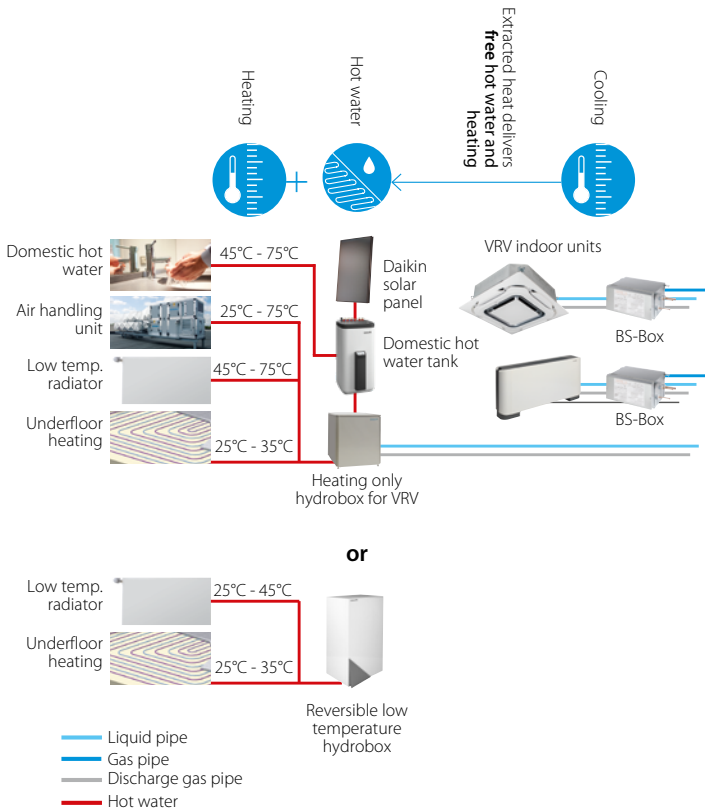 Heating
Hot water
Extracted heat delivers
free hot water and
heating
Cooling
Domestic hot
water
45°C - 75°C
Air handling
unit
25°C - 75°C
Low temp.
radiator
45°C - 75°C
Underfloor
heating
25°C - 35°C
Daikin
solar
panel
Domestic hot
water tank
Heating only
hydrobox for VRV
VRV indoor units
BS-Box
BS-Box
or
Low temp.
radiator
25°C - 45°C
Underfloor
heating
25°C - 35°C
Reversible low
temperature
hydrobox
Liquid pipe
Gas pipe
Discharge gas pipe
Hot water